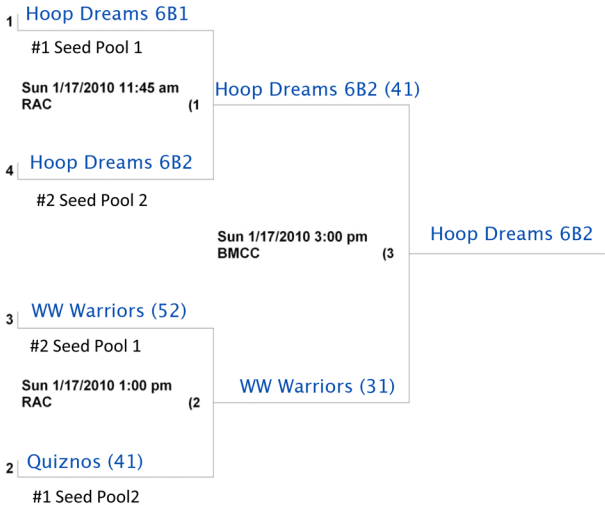 1 Hoop Dreams 6B1
#1 Seed Pool 1
Sun 1/17/2010 11:45 am
RAC (1
Hoop Dreams 6B2 (41)
4 Hoop Dreams 6B2
#2 Seed Pool 2
Sun 1/17/2010 3:00 pm
BMCC (3
Hoop Dreams 6B2
3 WW Warriors (52)
#2 Seed Pool 1
Sun 1/17/2010 1:00 pm
RAC (2
WW Warriors (31)
2 Quiznos (41)
#1 Seed Pool2